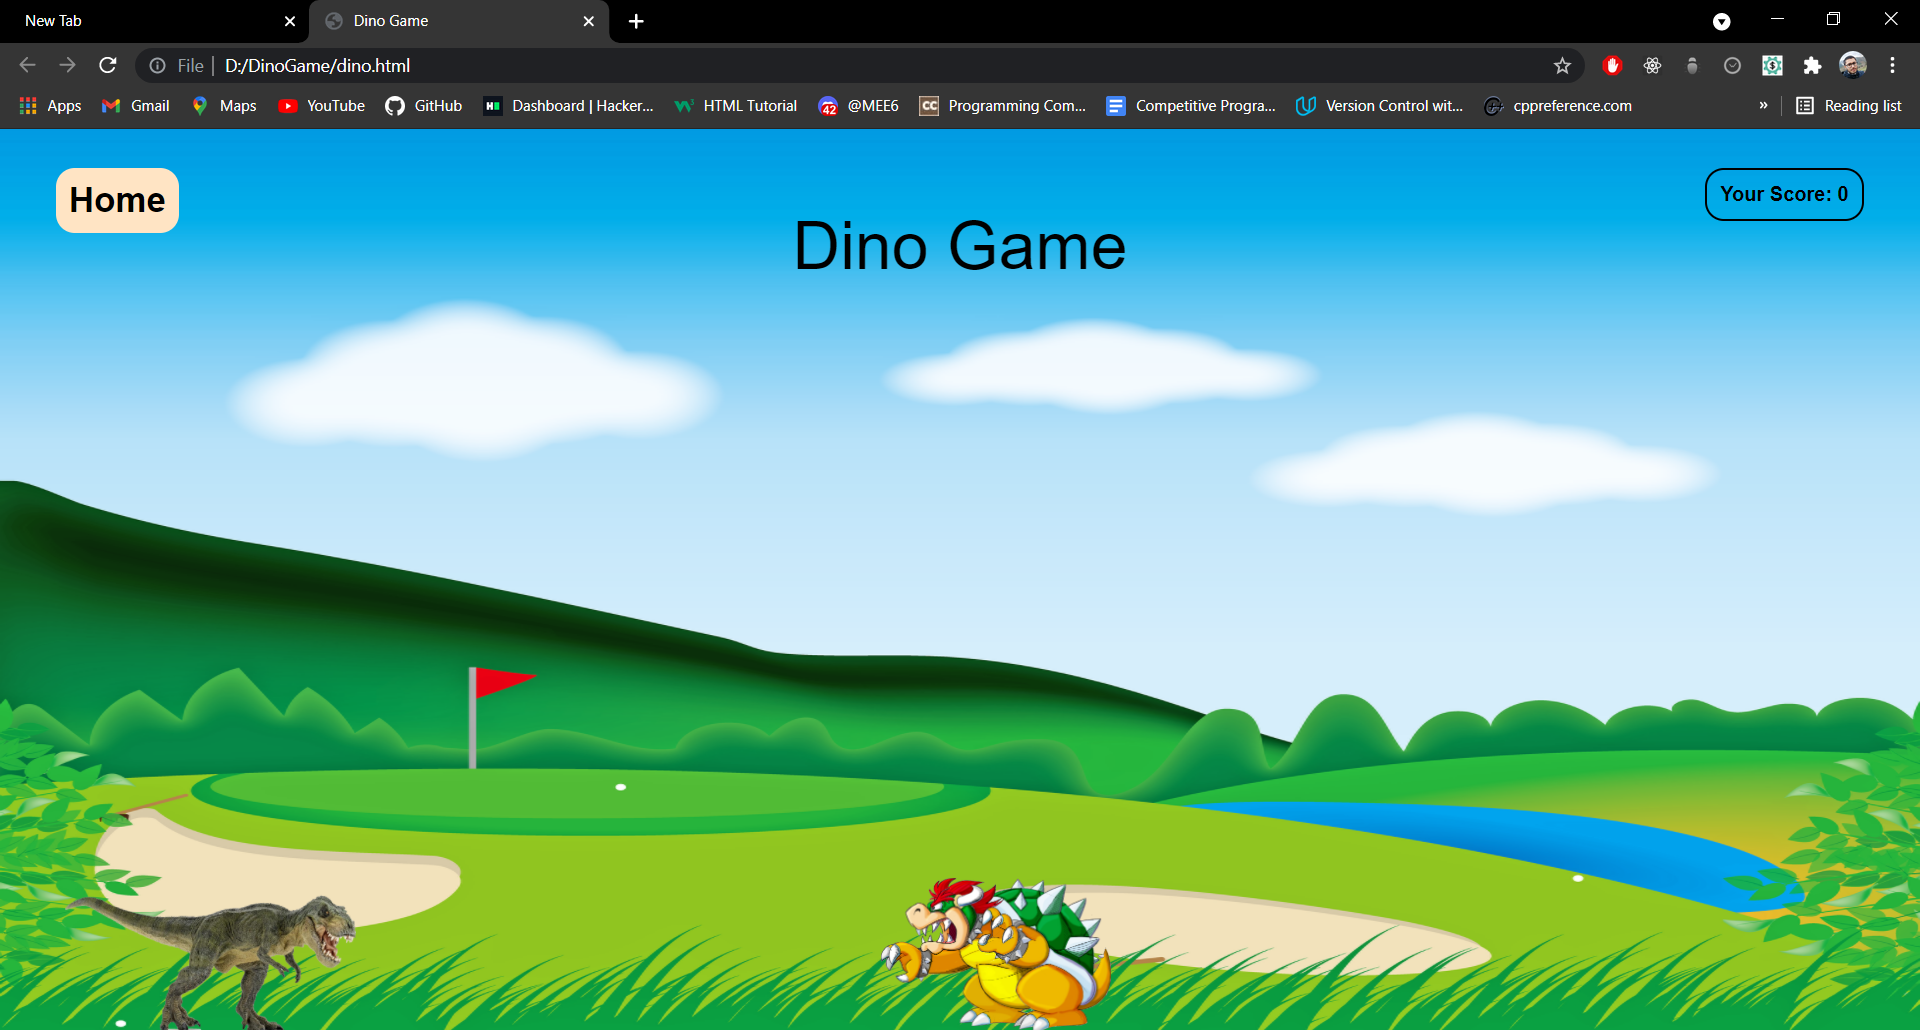 New Tab
Dino Game
File
D:/DinoGame/dino.html
Apps
Gmail
Maps
YouTube
GitHub
Dashboard | Hacker...
HTML Tutorial
42
@MEE6
CC
Programming Com...
Competitive Progra...
Version Control wit...
cppreference.com
»
Reading list
Home
Your Score: 0
Dino Game